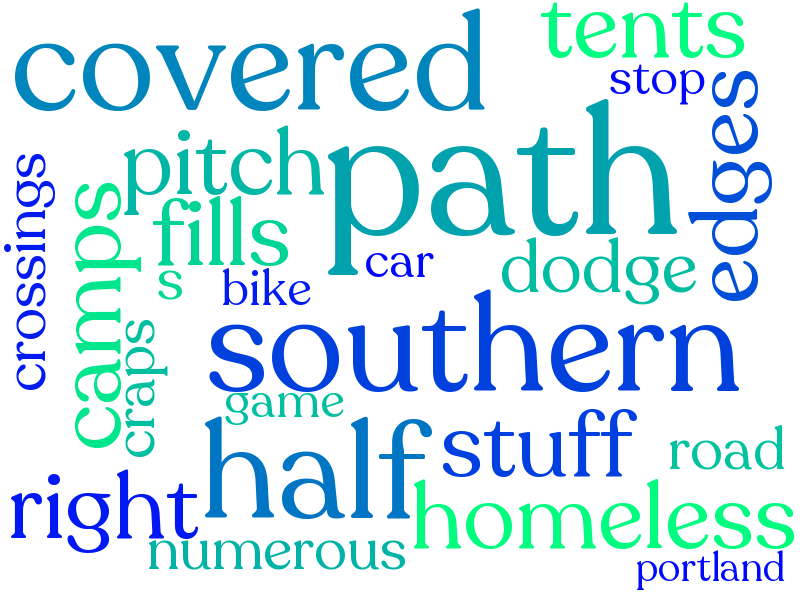 covered
tents
stop
edges
path
pitch
crossings
camps
fills
s
car
bike
dodge
southern
craps
game
half
stuff
road
right
homeless
numerous
portland